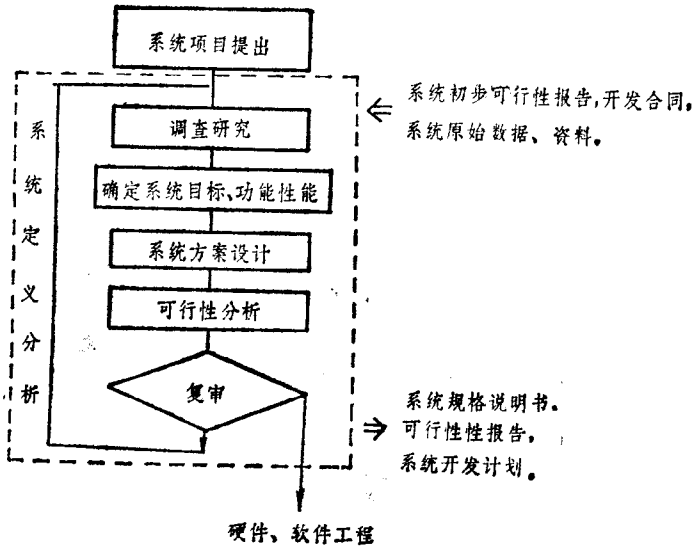 系统项目提出
系统初步可行性报告,开发合同,
系统原始数据、资料。
系统定义分析
调查研究
确定系统目标、功能性能
系统方案设计
可行性分析
复审
系统规格说明书。
可行性性报告,
系统开发计划。
硬件、软件工程